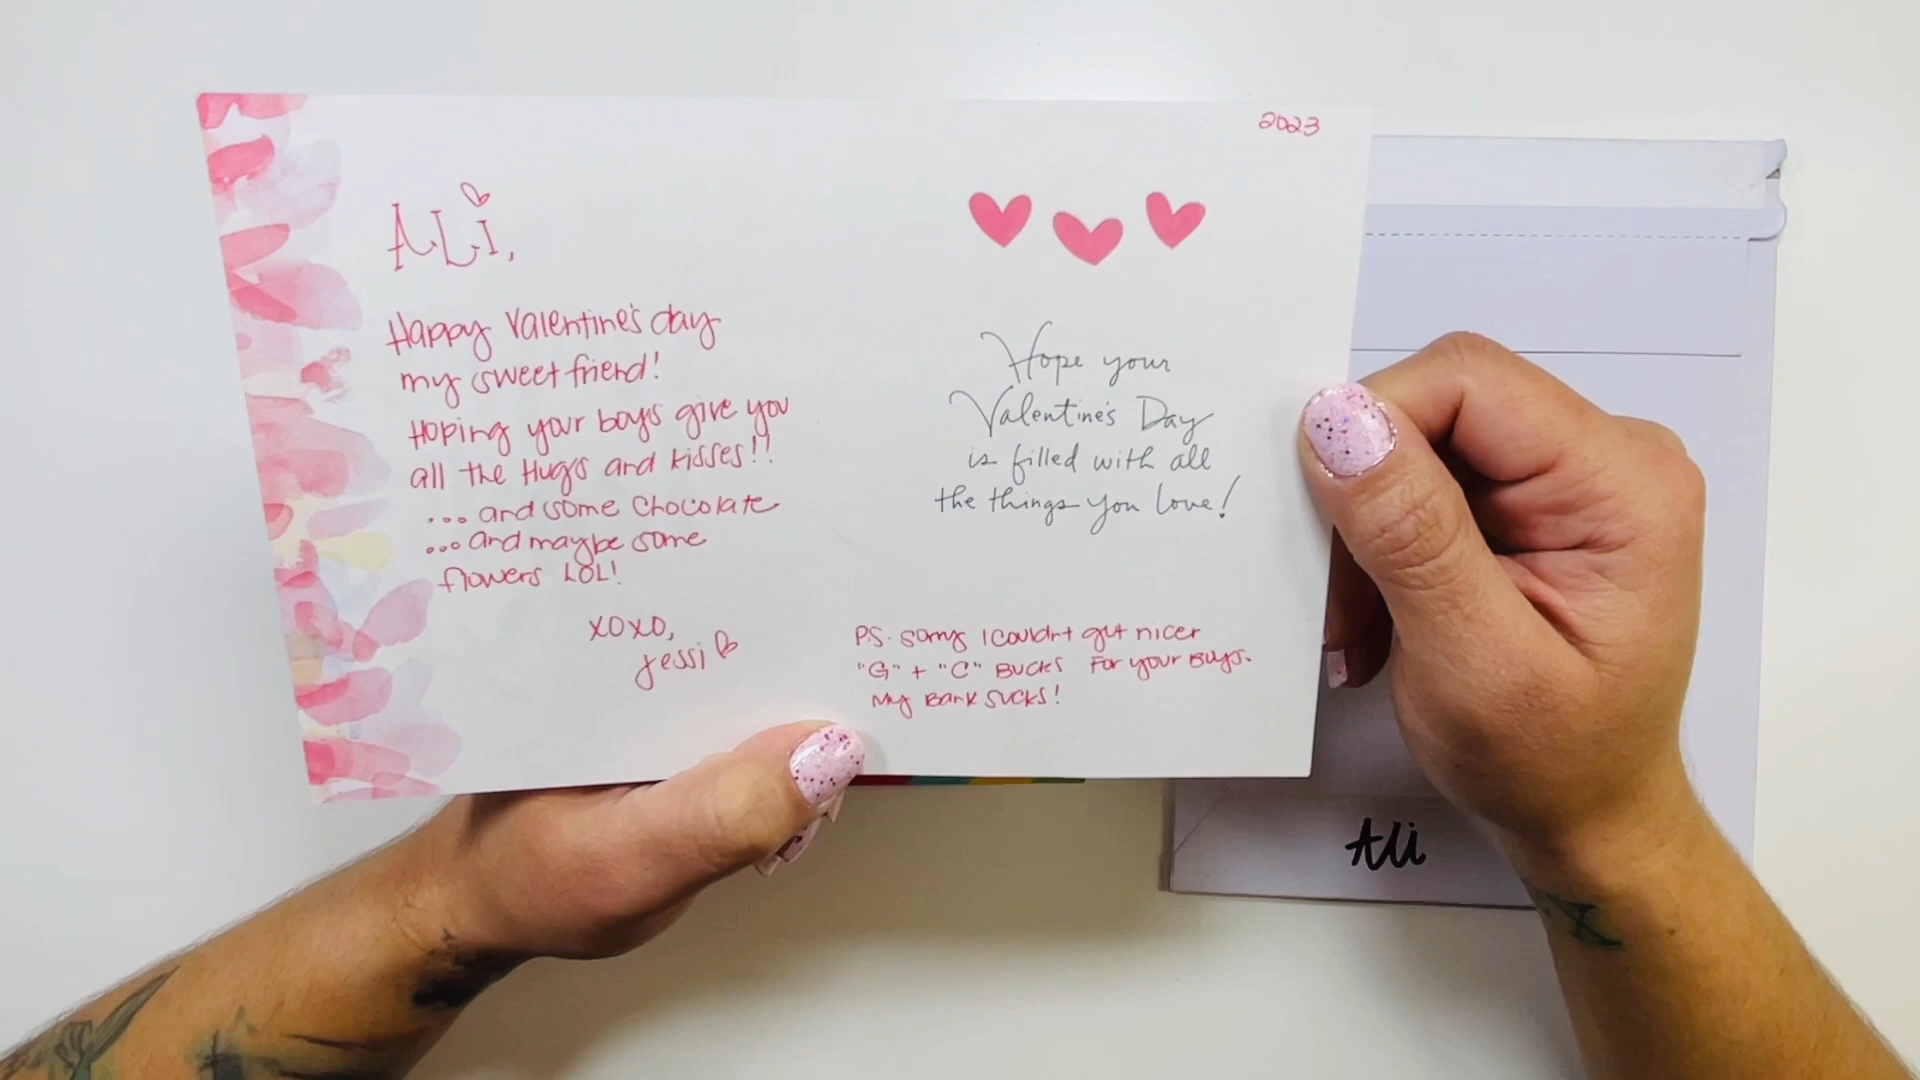 2023
ALi,
Happy Valentine's day
my sweet friend!
Hoping your boys give you
all the Hugs and kisses!!
... and some chocolate
... and maybe some
flowers LOL!
XOXO,
Jessi
Hope your
Valentine's Day
is filled with all
the things you love!
P.S. sorry I couldn't get nicer
"G" + "C" BUCKS For your Boys.
My Bank SUCKS!
Ali